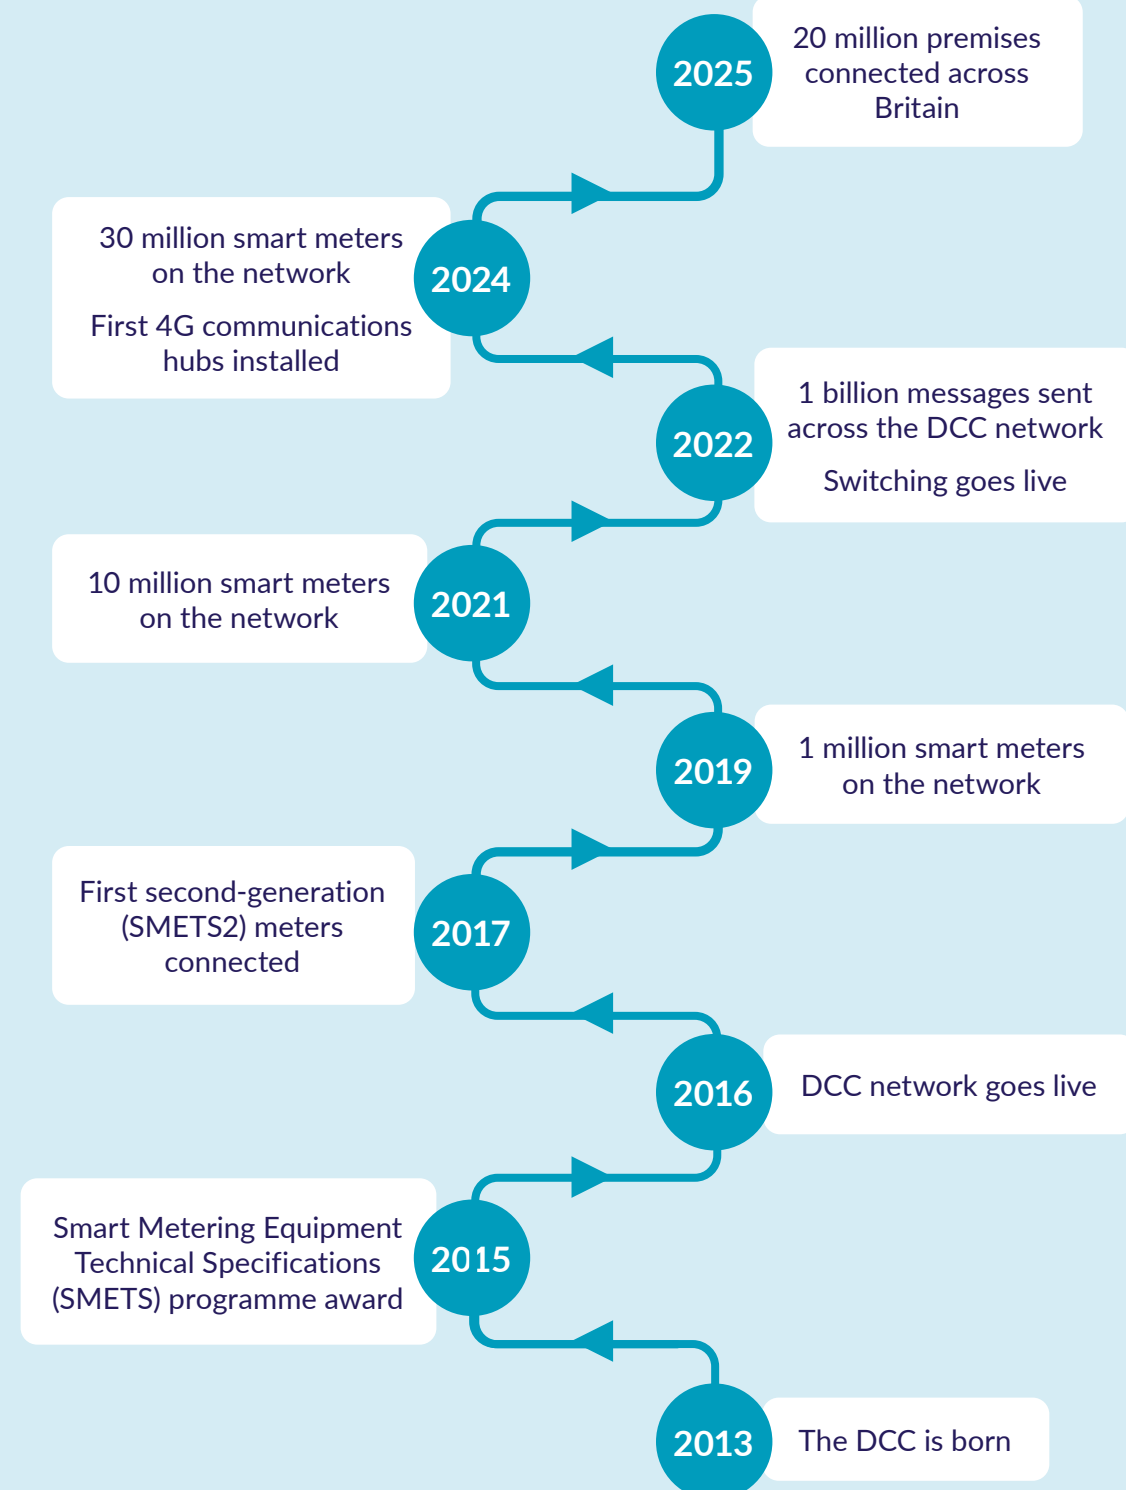 2025
20 million premises
connected across
Britain
30 million smart meters
on the network
First 4G communications
hubs installed
2024
1 billion messages sent
across the DCC network
Switching goes live
2022
10 million smart meters
on the network
2021
1 million smart meters
on the network
2019
First second-generation
(SMETS2) meters
connected
2017
DCC network goes live
2016
Smart Metering Equipment
Technical Specifications
(SMETS) programme award
2015
2013
The DCC is born